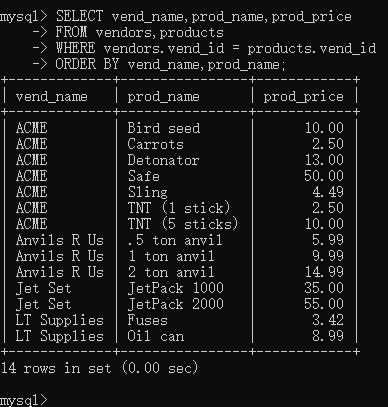 mysql> SELECT vend_name,prod_name,prod_price
    -> FROM vendors,products
    -> WHERE vendors.vend_id = products.vend_id
    -> ORDER BY vend_name,prod_name;
+-------------+----------------+------------+
| vend_name   | prod_name      | prod_price |
+-------------+----------------+------------+
| ACME        | Bird seed      |      10.00 |
| ACME        | Carrots        |       2.50 |
| ACME        | Detonator      |      13.00 |
| ACME        | Safe           |      50.00 |
| ACME        | Sling          |       4.49 |
| ACME        | TNT (1 stick)  |       2.50 |
| ACME        | TNT (5 sticks) |      10.00 |
| Anvils R Us | .5 ton anvil   |       5.99 |
| Anvils R Us | 1 ton anvil    |       9.99 |
| Anvils R Us | 2 ton anvil    |      14.99 |
| Jet Set     | JetPack 1000   |      35.00 |
| Jet Set     | JetPack 2000   |      55.00 |
| LT Supplies | Fuses          |       3.42 |
| LT Supplies | Oil can        |       8.99 |
+-------------+----------------+------------+
14 rows in set (0.00 sec)
mysql>